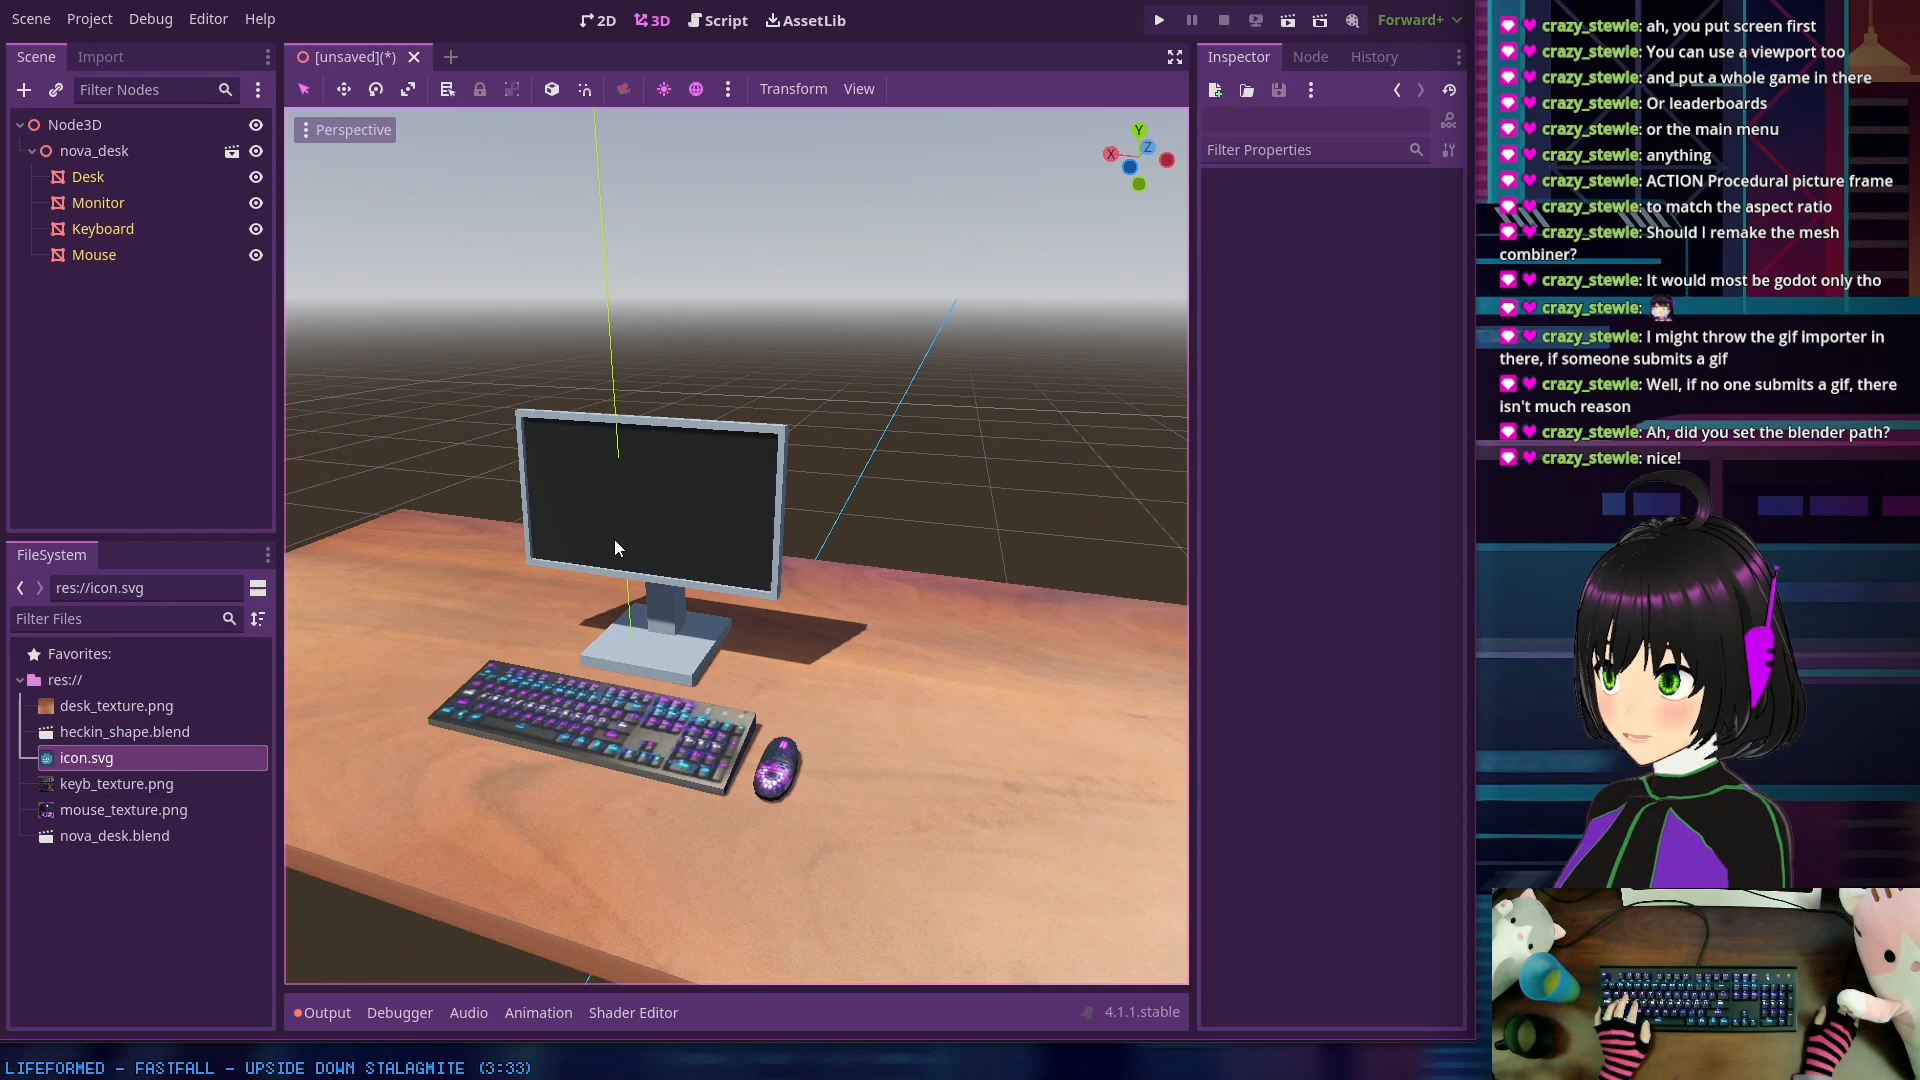 Scene Project Debug Editor Help
2D 3D Script AssetLib
Forward+
Scene Import
Filter Nodes
Node3D
nova_desk
Desk
Monitor
Keyboard
Mouse
FileSystem
res://icon.svg
Filter Files
Favorites:
res://
desk_texture.png
heckin_shape.blend
icon.svg
keyb_texture.png
mouse_texture.png
nova_desk.blend
[unsaved](*)
Transform View
Perspective
Y
X
Z
Output Debugger Audio Animation Shader Editor
4.1.1.stable
Inspector Node History
DOC
Filter Properties
crazy_stewie: ah, you put screen first
crazy_stewie: You can use a viewport too
crazy_stewie: and put a whole game in there
crazy_stewie: Or leaderboards
crazy_stewie: or the main menu
crazy_stewie: anything
crazy_stewie: ACTION Procedural picture frame
crazy_stewie: to match the aspect ratio
crazy_stewie: Should I remake the mesh
combiner?
crazy_stewie: It would most be godot only tho
crazy_stewie:
crazy_stewie: I might throw the gif importer in
there, if someone submits a gif
crazy_stewie: Well, if no one submits a gif, there
isn't much reason
crazy_stewie: Ah, did you set the blender path?
crazy_stewie: nice!
LIFEFORMED - FASTFALL - UPSIDE DOWN STALAGMITE (3:33)